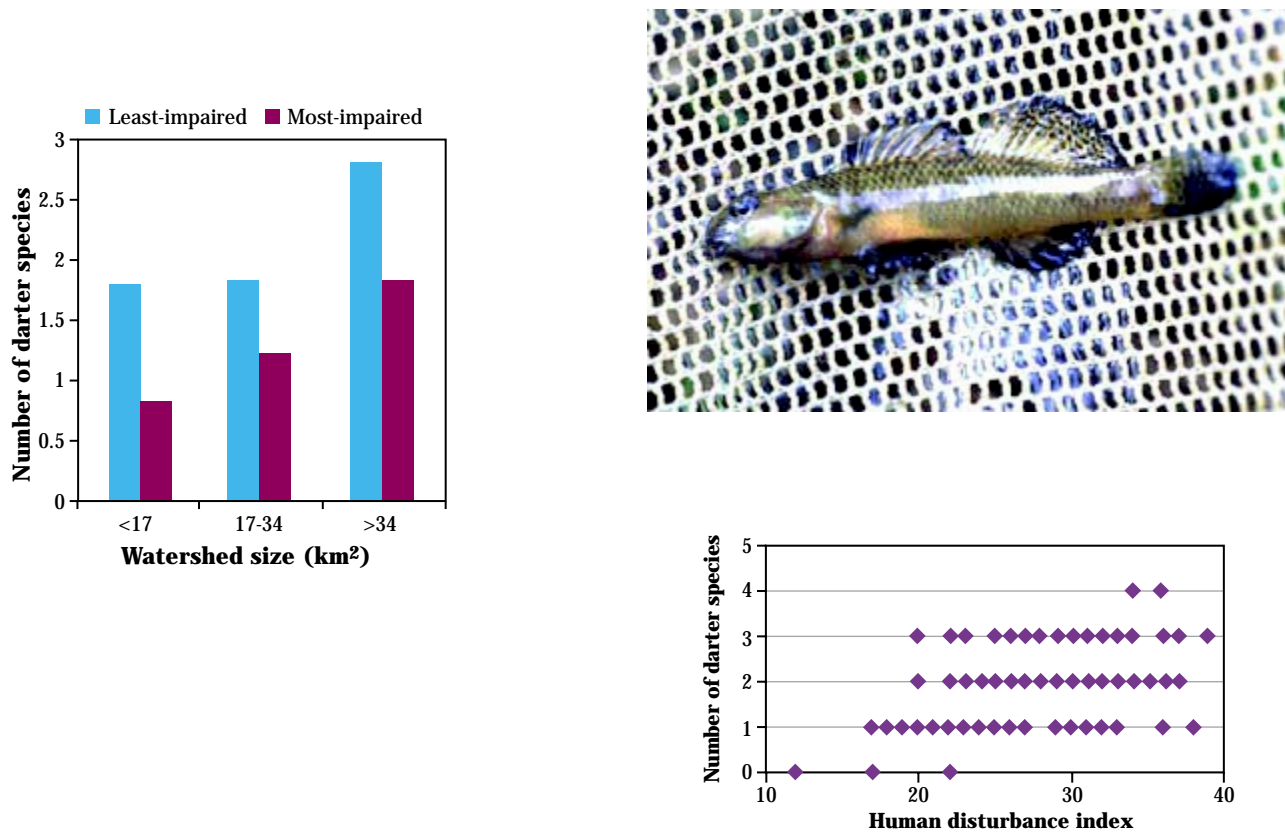 Least-impaired Most-impaired
Number of darter species
3
2.5
2
1.5
1
0.5
0
<17 17-34 >34
Watershed size (km²)
Number of darter species
5
4
3
2
1
0
10 20 30 40
Human disturbance index